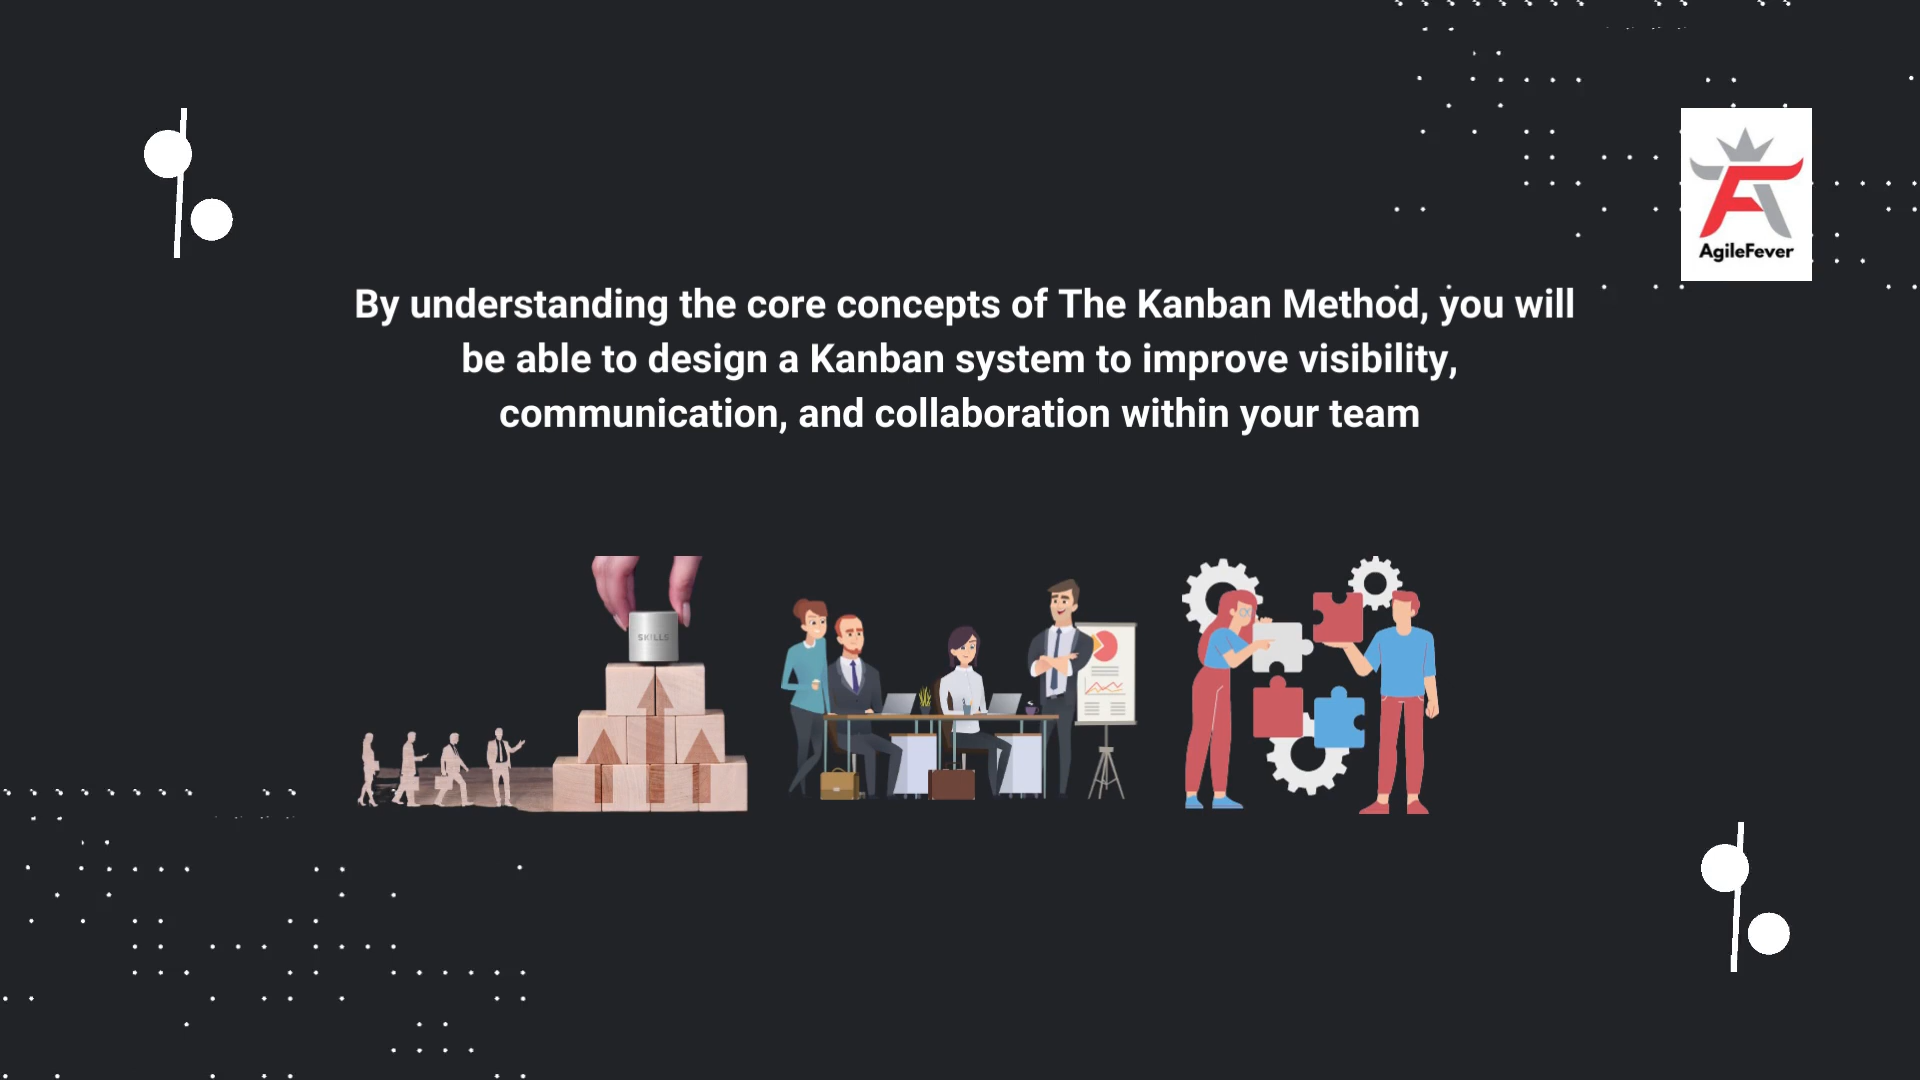 AgileFever
By understanding the core concepts of The Kanban Method, you will
be able to design a Kanban system to improve visibility,
communication, and collaboration within your team
SKILLS